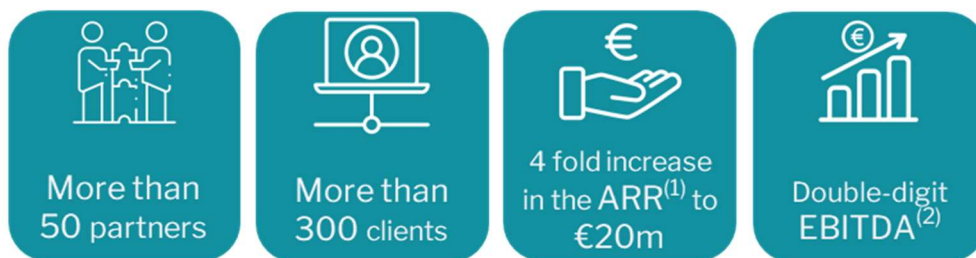 More than
50 partners
More than
300 clients
€
4 fold increase
in the ARR(1) to
€20m
€
Double-digit
EBITDA(2)